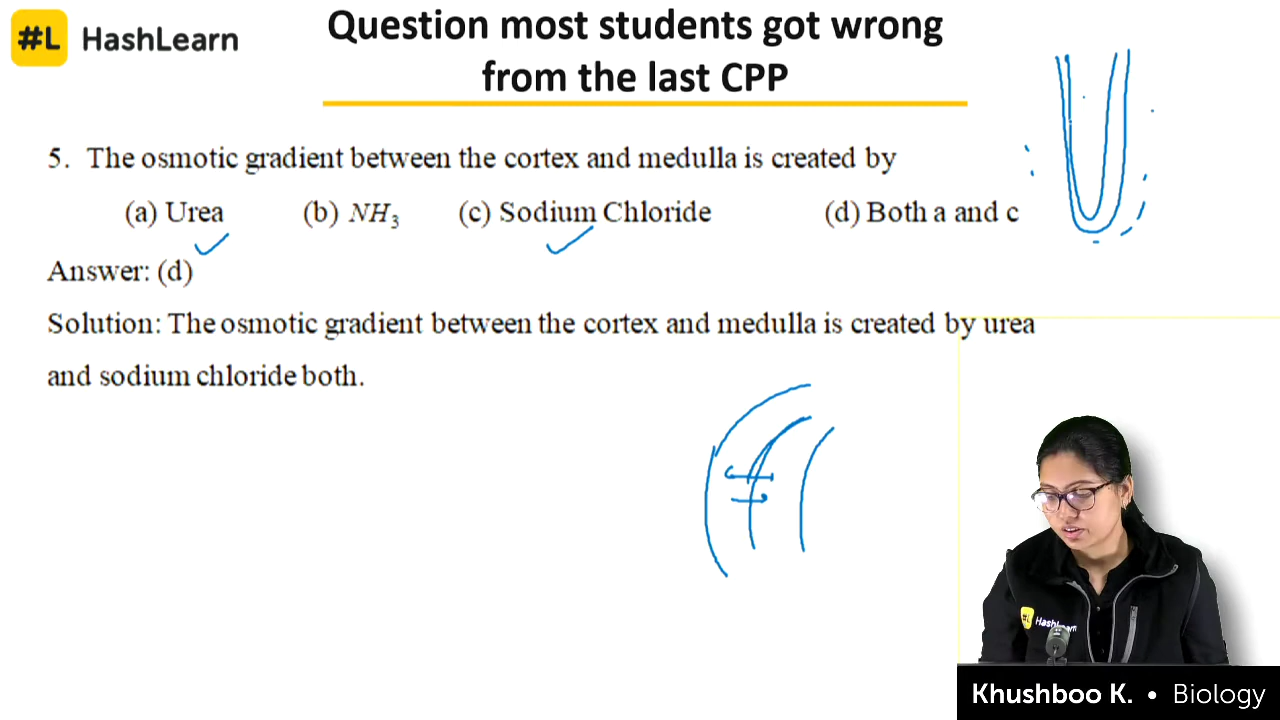 #L HashLearn
Question most students got wrong
from the last CPP
5. The osmotic gradient between the cortex and medulla is created by
(a) Urea (b) NH₃ (c) Sodium Chloride (d) Both a and c
Answer: (d)
Solution: The osmotic gradient between the cortex and medulla is created by urea
and sodium chloride both.
#L HashLearn
Khushboo K. • Biology